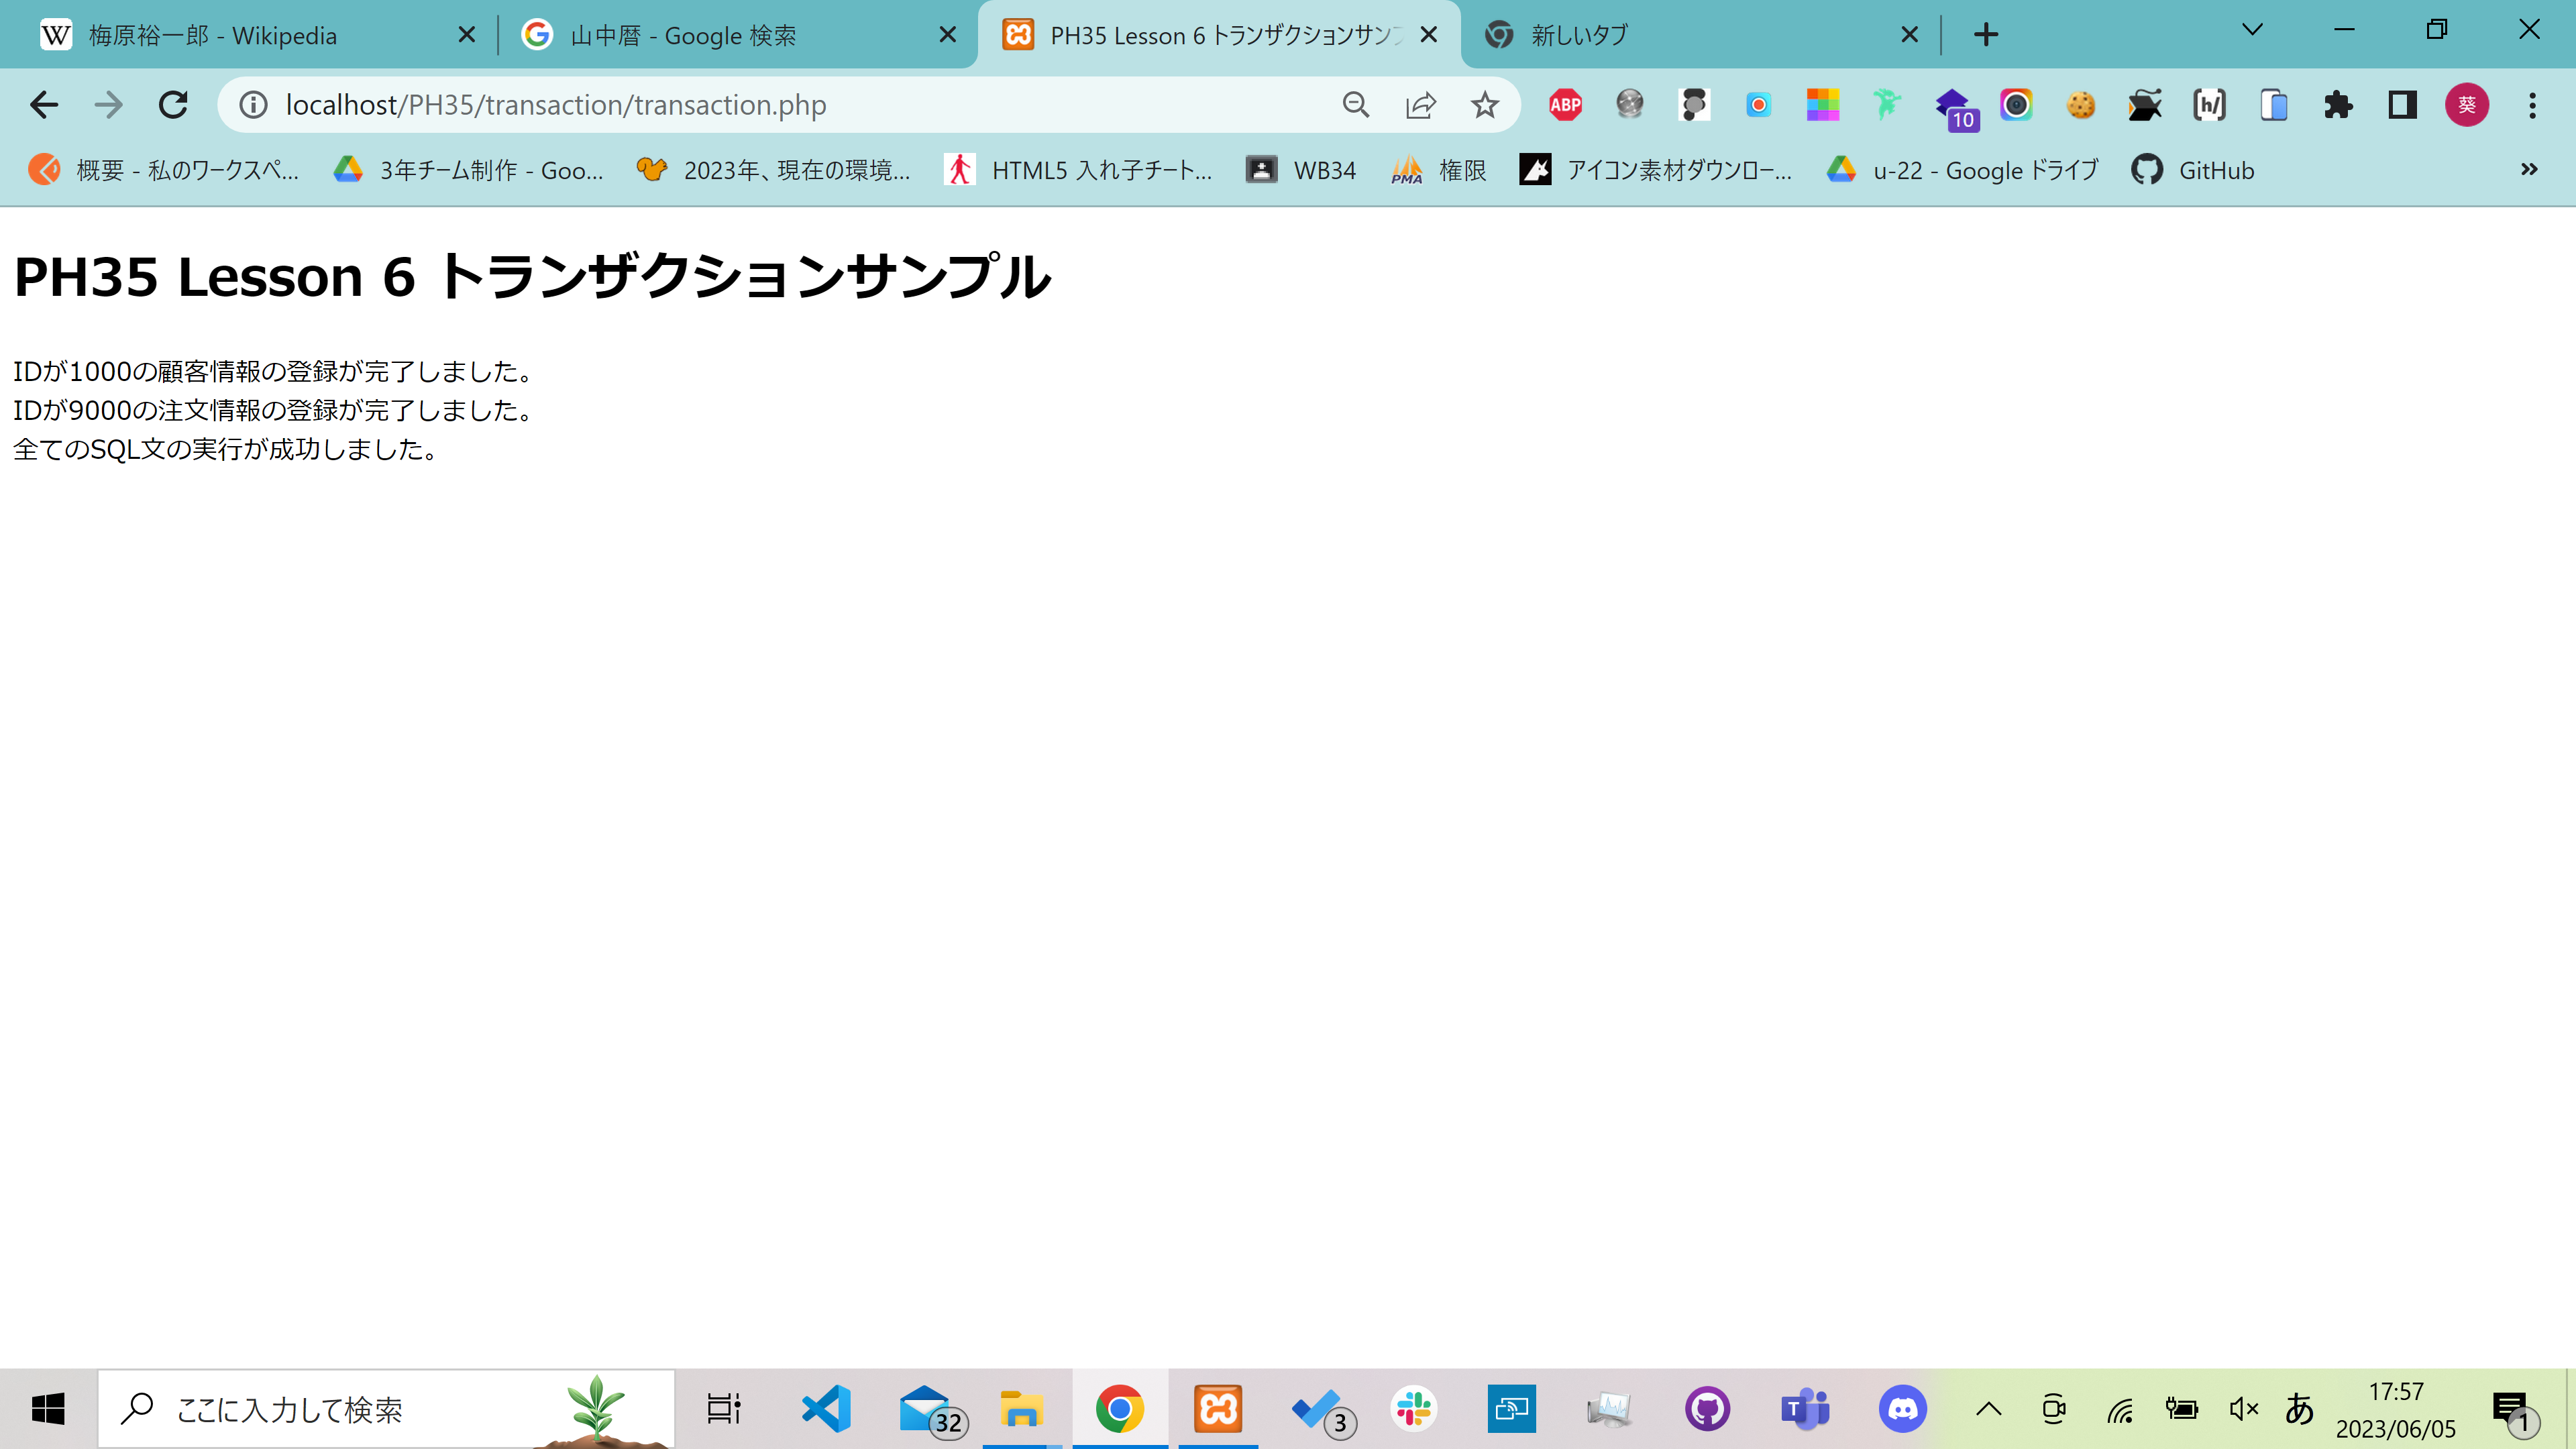 梅原裕一郎 - Wikipedia
山中暦 - Google 検索
PH35 Lesson 6 トランザクションサンプ
新しいタブ
localhost/PH35/transaction/transaction.php
ABP
10
h/
葵
概要 - 私のワークスペ...
3年チーム制作 - Goo...
2023年、現在の環境...
HTML5 入れ子チート...
WB34
PMA
権限
アイコン素材ダウンロー...
u-22 - Google ドライブ
GitHub
PH35 Lesson 6 トランザクションサンプル
IDが1000の顧客情報の登録が完了しました。
IDが9000の注文情報の登録が完了しました。
全てのSQL文の実行が成功しました。
ここに入力して検索
32
3
T
あ
17:57
2023/06/05
1